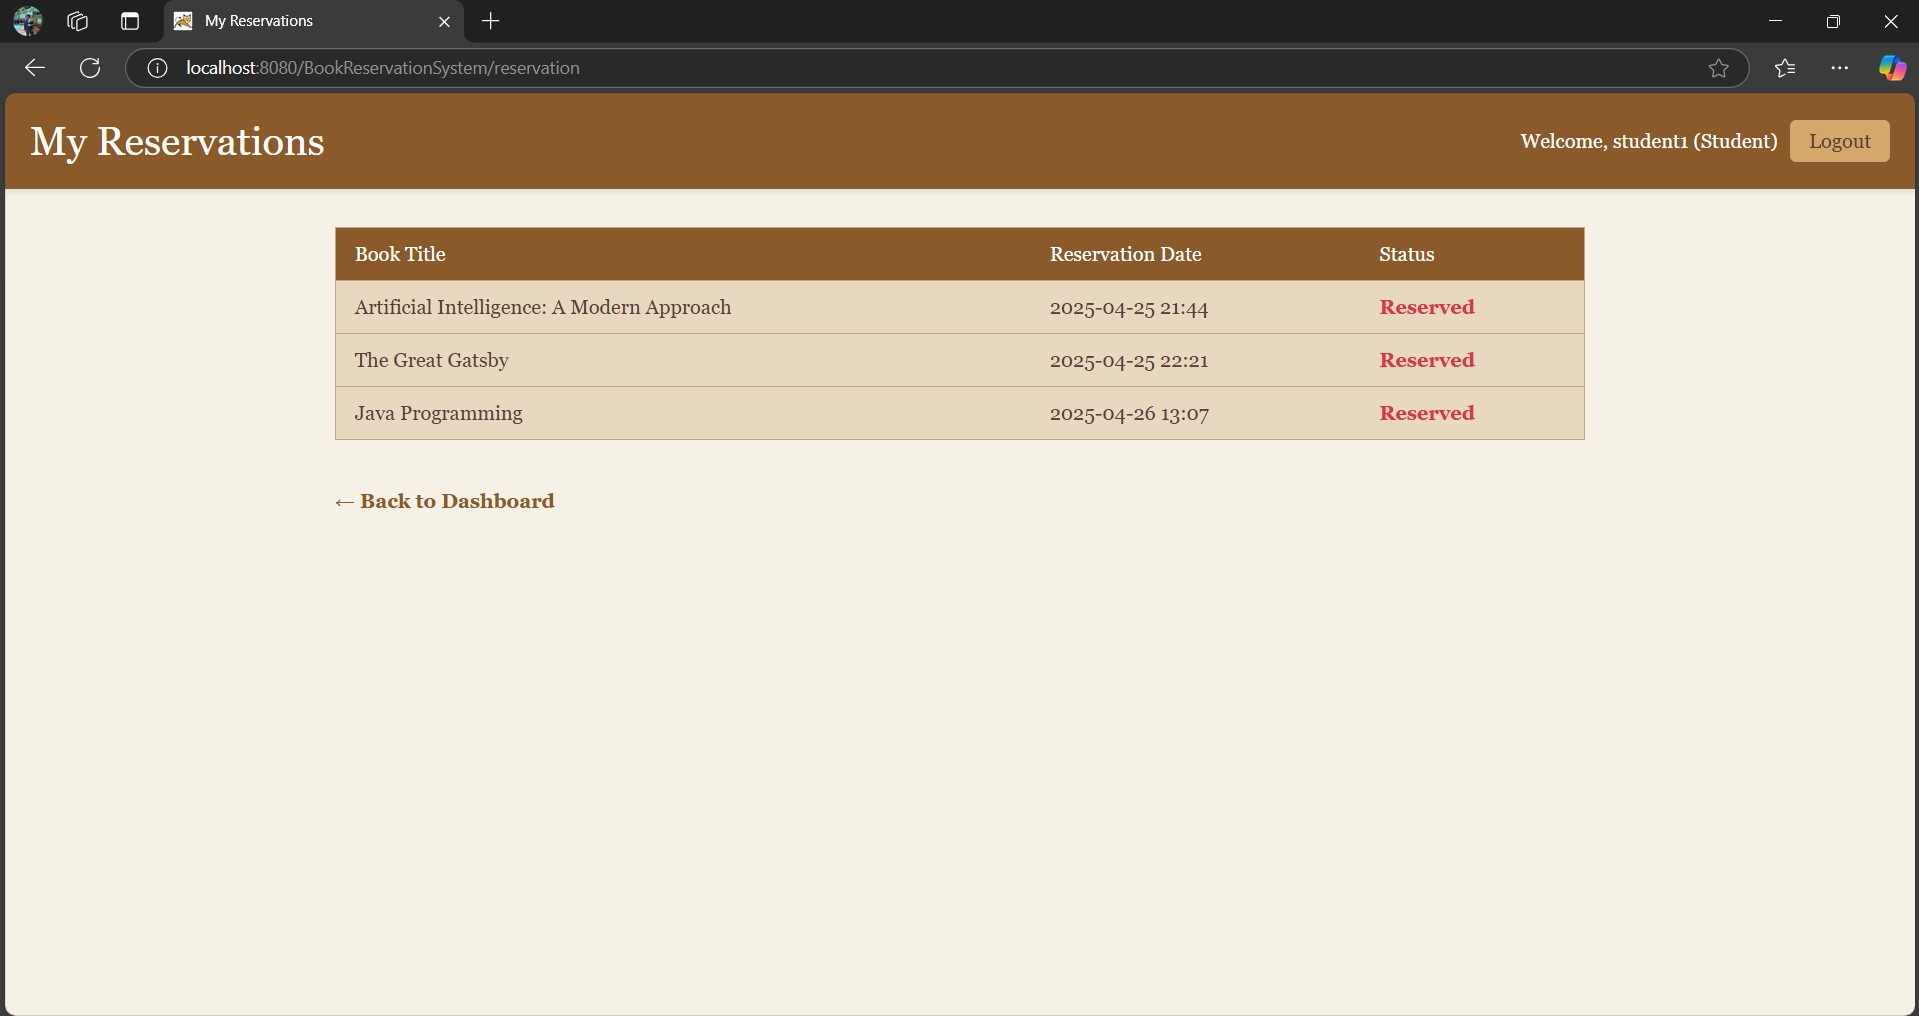 My Reservations
localhost:8080/BookReservationSystem/reservation
My Reservations
Welcome, student1 (Student)
Logout
Book Title Reservation Date Status
Artificial Intelligence: A Modern Approach 2025-04-25 21:44 Reserved
The Great Gatsby 2025-04-25 22:21 Reserved
Java Programming 2025-04-26 13:07 Reserved
← Back to Dashboard